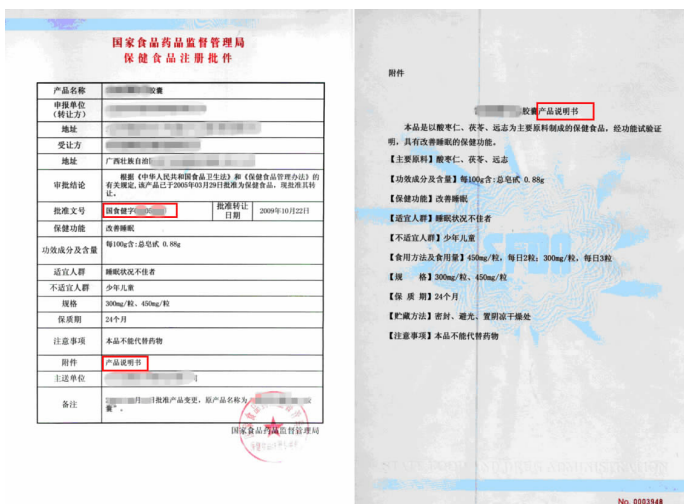 国家食品药品监督管理局
保健食品注册批件
产品名称
胶囊
申报单位
（转让方）
地址
受让方
地址
广西壮族自治
审批结论
根据《中华人民共和国食品卫生法》和《保健食品管理办法》的
有关规定,该产品已于2005年03月29日批准为保健食品，现批准其转
让。
批准文号
国食健字
批准转让
日期
2009年10月22日
保健功能
改善睡眠
功效成分及含量
每100g含:总皂甙 0.88g
适宜人群
睡眠状况不佳者
不适宜人群
少年儿童
规格
300mg/粒、450mg/粒
保质期
24个月
注意事项
本品不能代替药物
附件
产品说明书
主送单位
备注
批准产品变更，原产品名称为
囊”。
国家食品药品监督管理局
附件
胶囊产品说明书
本品是以酸枣仁、茯苓、远志为主要原料制成的保健食品，经功能试验证
明，具有改善睡眠的保健功能。
【主要原料】酸枣仁、茯苓、远志
【功效成分及含量】每100g含:总皂甙 0.88g
【保健功能】改善睡眠
【适宜人群】睡眠状况不佳者
【不适宜人群】少年儿童
【食用方法及食用量】450mg/粒，每日2粒；300mg/粒，每日3粒
【规 格】300mg/粒、450mg/粒
【保 质 期】24个月
【贮藏方法】密封、避光、置阴凉干燥处
【注意事项】本品不能代替药物
SFDA
No. 0003948